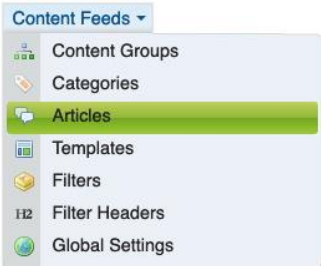 Content Feeds
Content Groups
Categories
Articles
Templates
Filters
H2 Filter Headers
Global Settings